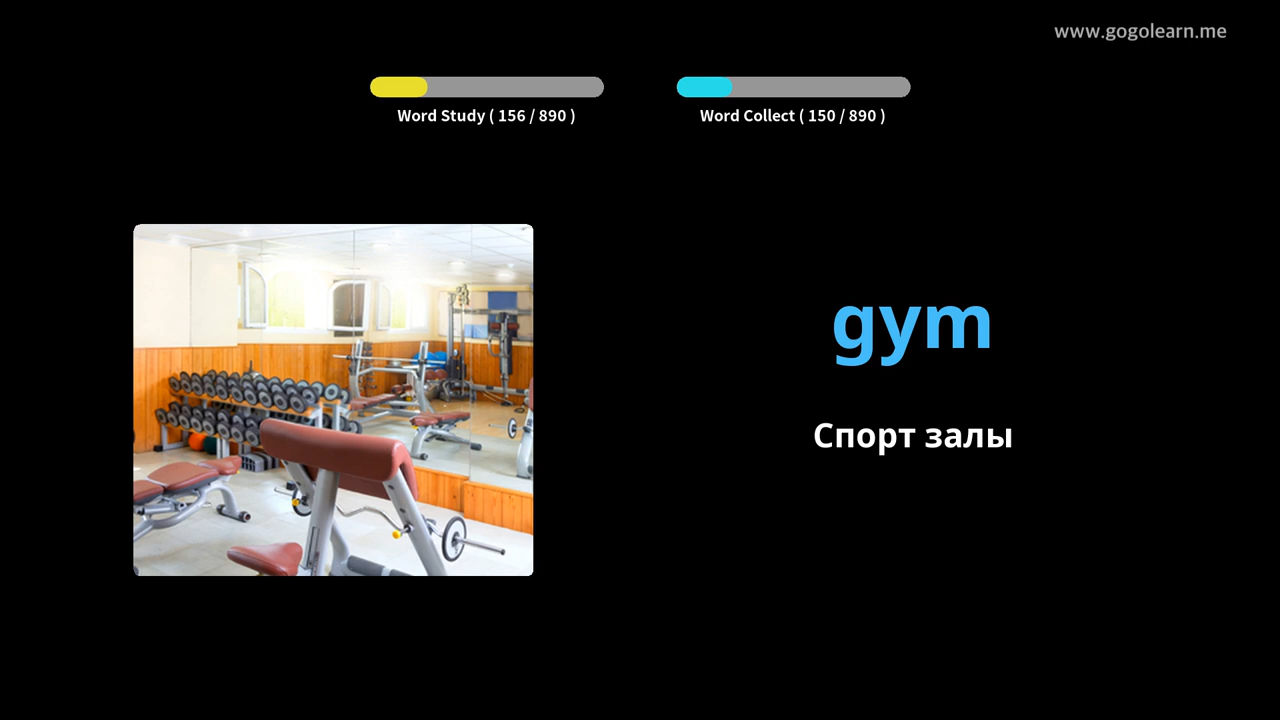 www.gogolearn.me
Word Study ( 156 / 890 )
Word Collect ( 150 / 890 )
gym
Спорт залы